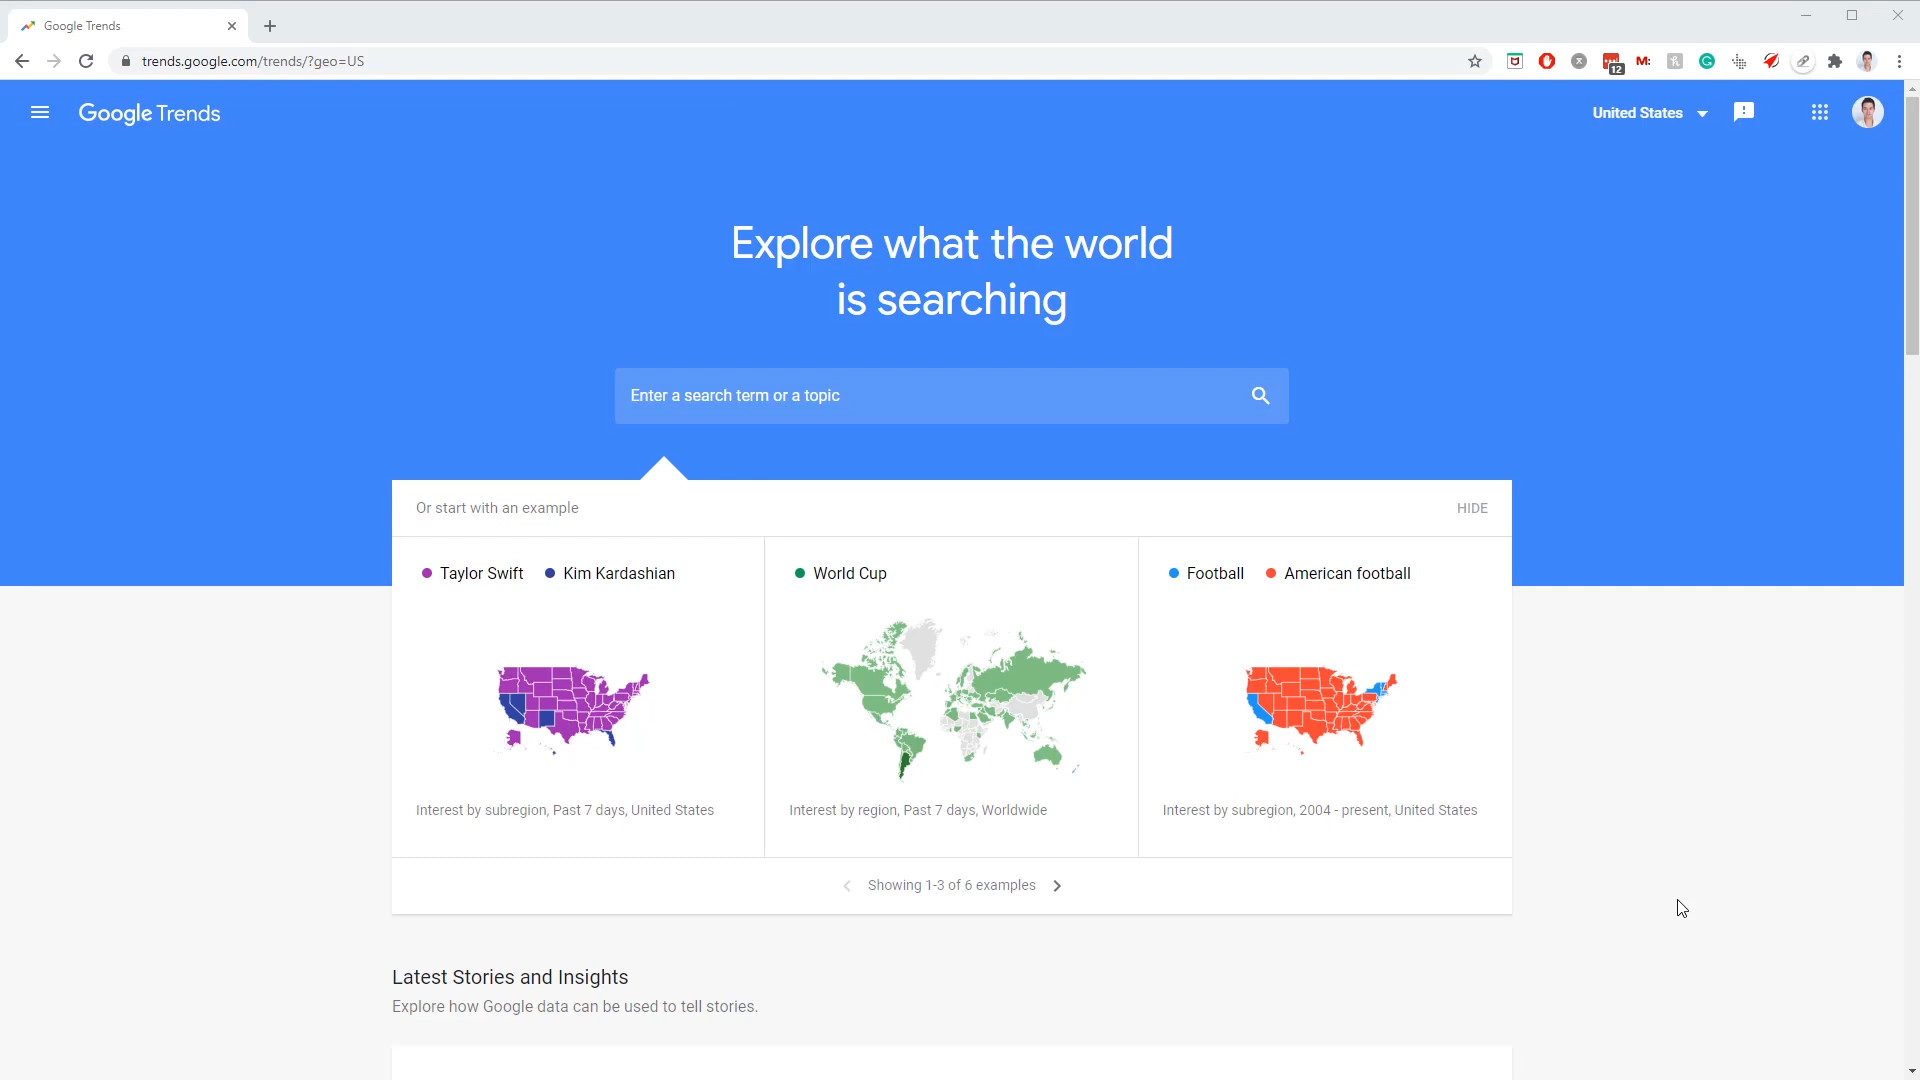 Google Trends
trends.google.com/trends/?geo=US
12
M:
Google Trends
United States
Explore what the world
is searching
Enter a search term or a topic
Or start with an example
HIDE
Taylor Swift
Kim Kardashian
World Cup
Football
American football
Interest by subregion, Past 7 days, United States
Interest by region, Past 7 days, Worldwide
Interest by subregion, 2004 - present, United States
Showing 1-3 of 6 examples
Latest Stories and Insights
Explore how Google data can be used to tell stories.